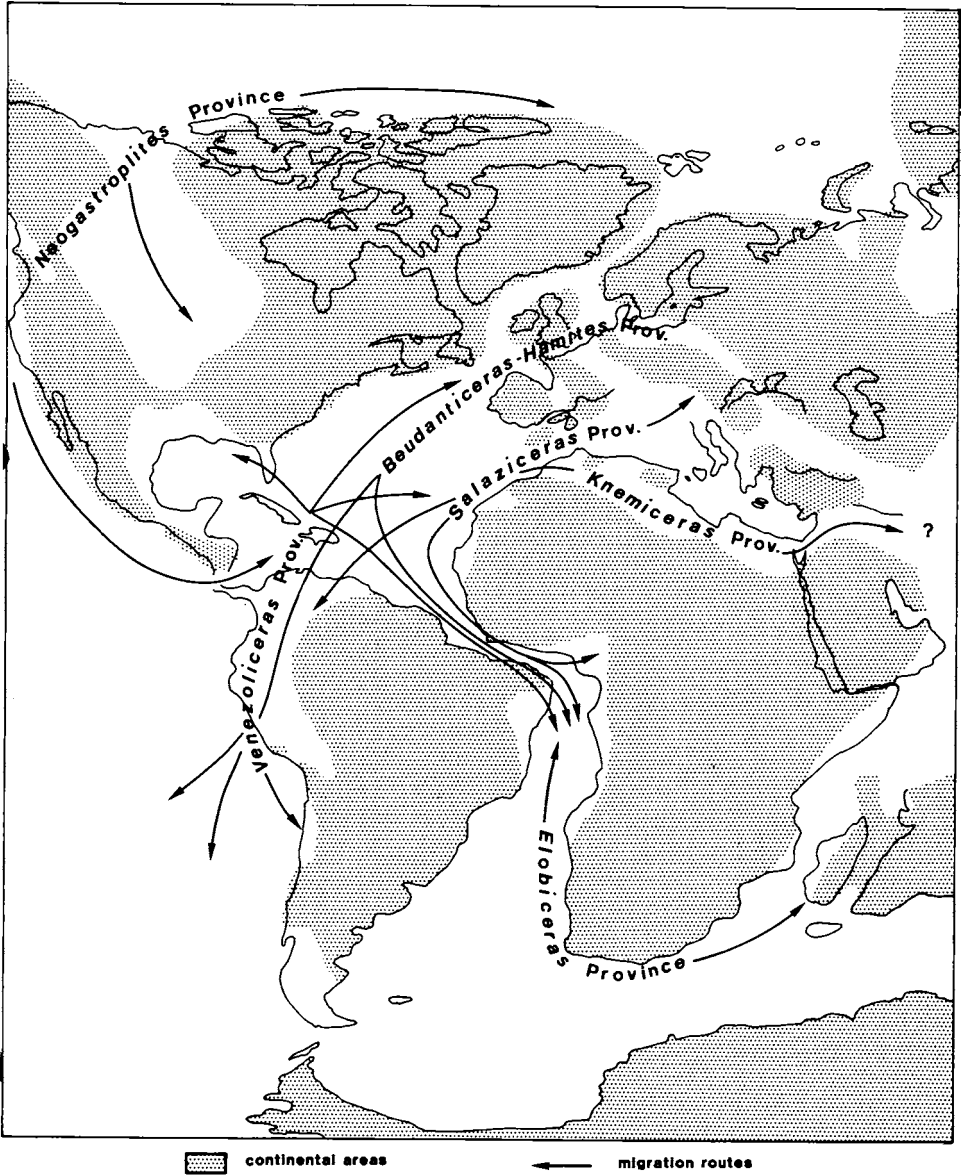 Neogastroplites Province
Beudanticeras-Hamites Prov.
Salaziceras Prov.
Knemiceras Prov.
?
Venezoliceras Prov.
Elobiceras Province
continental areas
migration routes